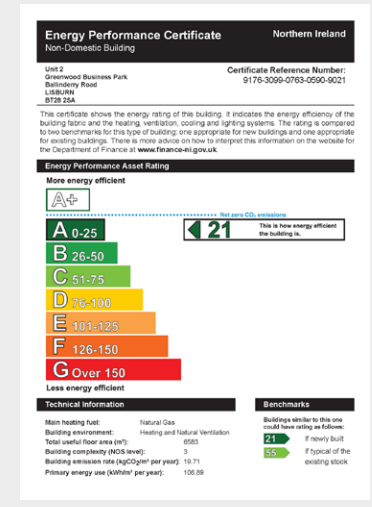 Energy Performance Certificate
Northern Ireland
Non-Domestic Building
Unit 2
Greenwood Business Park
Ballinderry Road
LISBURN
BT28 2SA
Certificate Reference Number:
9176-3099-0763-0590-9021
This certificate shows the energy rating of this building. It indicates the energy efficiency of the
building fabric and the heating, ventilation, cooling and lighting systems. The rating is compared
to two benchmarks for this type of building: one appropriate for new buildings and one appropriate
for existing buildings. There is more advice on how to interpret this information on the website for
the Department of Finance at www.finance-ni.gov.uk.
Energy Performance Asset Rating
More energy efficient
A+
Net zero CO₂ emissions
A 0-25
21
This is how energy efficient
the building is.
B 26-50
C 51-75
D 76-100
E 101-125
F 126-150
G Over 150
Less energy efficient
Technical Information
Main heating fuel: Natural Gas
Building environment: Heating and Natural Ventilation
Total useful floor area (m²): 6583
Building complexity (NOS level): 3
Building emission rate (kgCO₂/m² per year): 19.71
Primary energy use (kWh/m² per year): 106.89
Benchmarks
Buildings similar to this one
could have rating as follows:
21 If newly built
55 If typical of the
existing stock